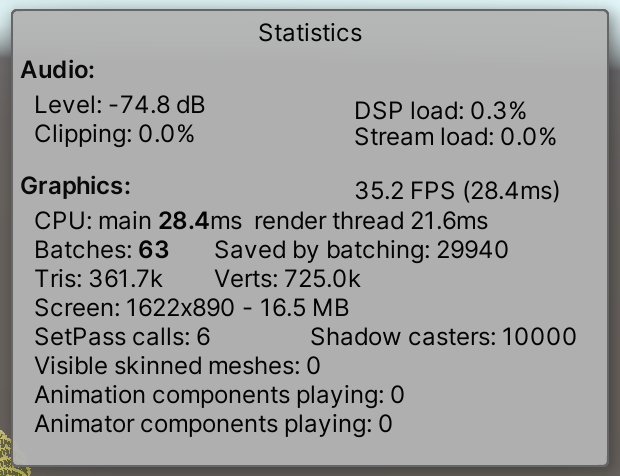 Statistics
Audio:
Level: -74.8 dB DSP load: 0.3%
Clipping: 0.0% Stream load: 0.0%
Graphics: 35.2 FPS (28.4ms)
CPU: main 28.4ms render thread 21.6ms
Batches: 63 Saved by batching: 29940
Tris: 361.7k Verts: 725.0k
Screen: 1622x890 - 16.5 MB
SetPass calls: 6 Shadow casters: 10000
Visible skinned meshes: 0
Animation components playing: 0
Animator components playing: 0